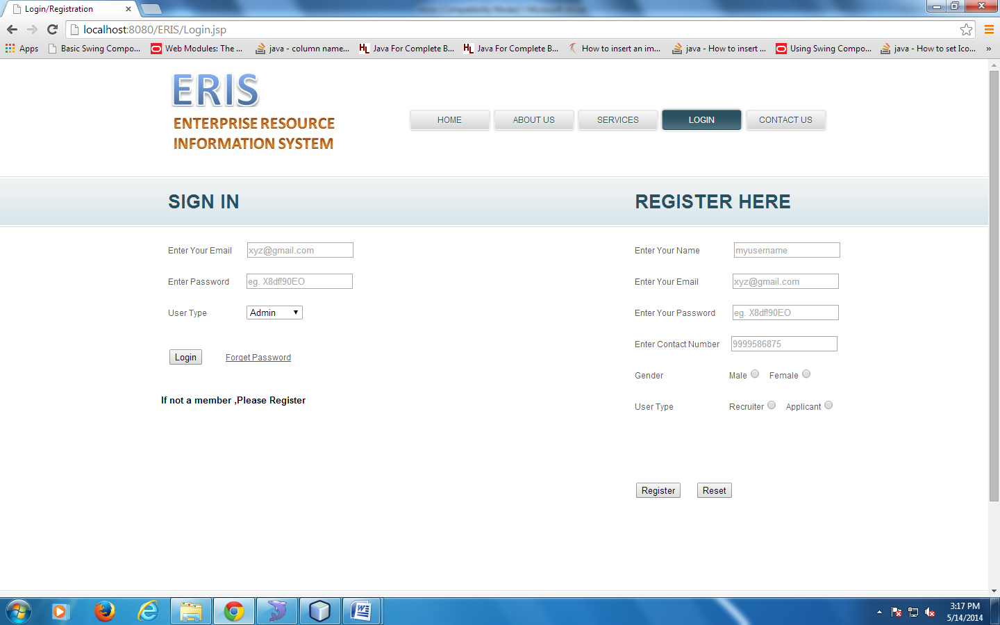 Login/Registration
localhost:8080/ERIS/Login.jsp
Apps Basic Swing Compo... Web Modules: The ... java - column name... Java For Complete B... Java For Complete B... How to insert an im... java - How to insert ... Using Swing Compo... java - How to set Ico... »
ERIS
ENTERPRISE RESOURCE
INFORMATION SYSTEM
HOME ABOUT US SERVICES LOGIN CONTACT US
SIGN IN
Enter Your Email xyz@gmail.com
Enter Password eg. X8df!90EO
User Type Admin
Login Forget Password
If not a member ,Please Register
REGISTER HERE
Enter Your Name myusername
Enter Your Email xyz@gmail.com
Enter Your Password eg. X8df!90EO
Enter Contact Number 9999586875
Gender Male Female
User Type Recruiter Applicant
Register Reset
3:17 PM
5/14/2014